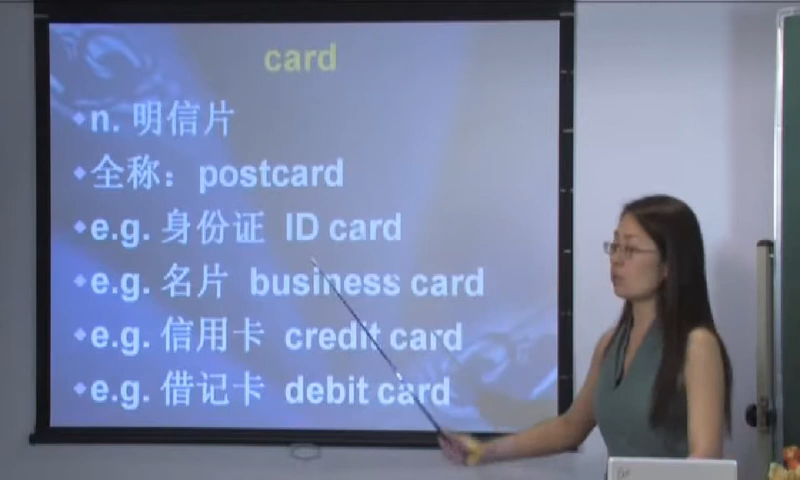 card
n. 明信片
全称：postcard
e.g. 身份证 ID card
e.g. 名片 business card
e.g. 信用卡 credit card
e.g. 借记卡 debit card